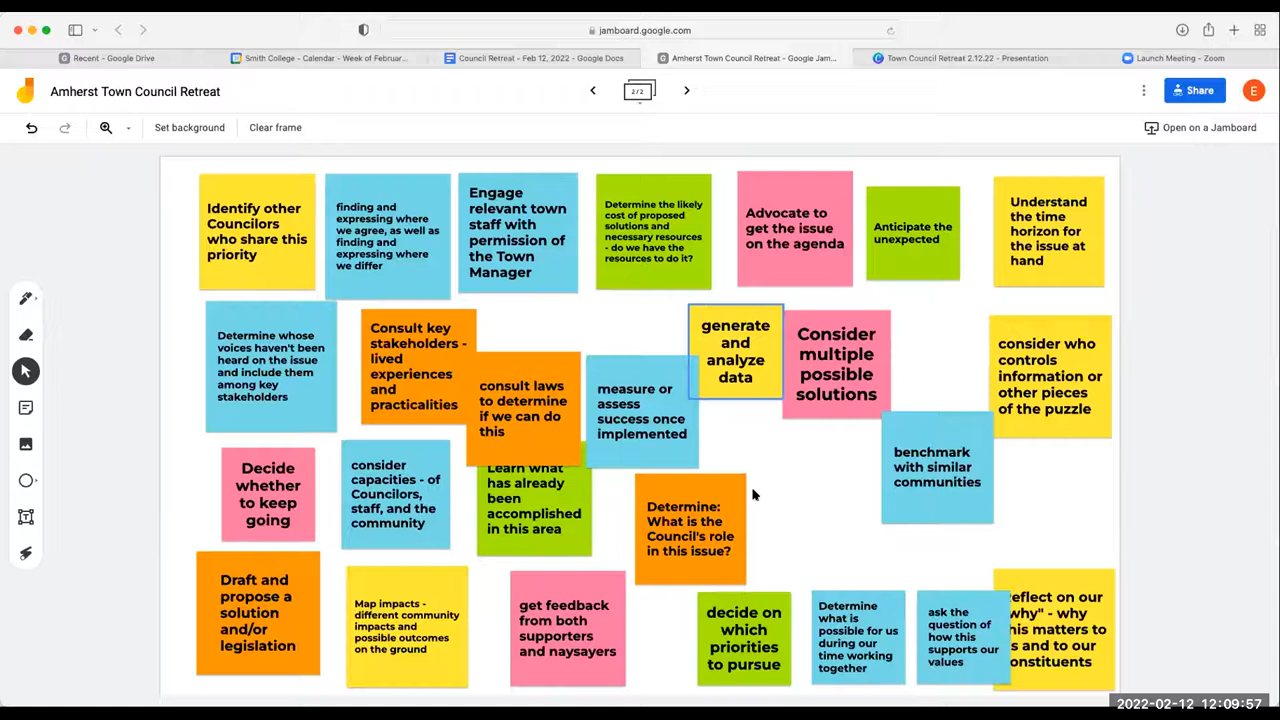 jamboard.google.com
Recent - Google Drive
Smith College - Calendar - Week of Februar...
Council Retreat - Feb 12, 2022 - Google Docs
Amherst Town Council Retreat - Google Jam...
Town Council Retreat 2.12.22 - Presentation
Launch Meeting - Zoom
Amherst Town Council Retreat
2/2
Share
E
Set background
Clear frame
Open on a Jamboard
Identify other
Councilors
who share this
priority
finding and
expressing where
we agree, as well as
finding and
expressing where
we differ
Engage
relevant town
staff with
permission of
the Town
Manager
Determine the likely
cost of proposed
solutions and
necessary resources
- do we have the
resources to do it?
Advocate to
get the issue
on the agenda
Anticipate the
unexpected
Understand
the time
horizon for
the issue at
hand
Determine whose
voices haven't been
heard on the issue
and include them
among key
stakeholders
Consult key
stakeholders -
lived
experiences
and
practicalities
consult laws
to determine
if we can do
this
measure or
assess
success once
implemented
generate
and
analyze
data
Consider
multiple
possible
solutions
consider who
controls
information or
other pieces
of the puzzle
Decide
whether
to keep
going
consider
capacities - of
Councilors,
staff, and the
community
Learn what
has already
been
accomplished
in this area
Determine:
What is the
Council's role
in this issue?
benchmark
with similar
communities
Draft and
propose a
solution
and/or
legislation
Map impacts -
different community
impacts and
possible outcomes
on the ground
get feedback
from both
supporters
and naysayers
decide on
which
priorities
to pursue
Determine
what is
possible for us
during our
time working
together
ask the
question of
how this
supports our
values
eflect on our
why" - why
his matters to
s and to our
onstituents
2022-02-12 12:09:57